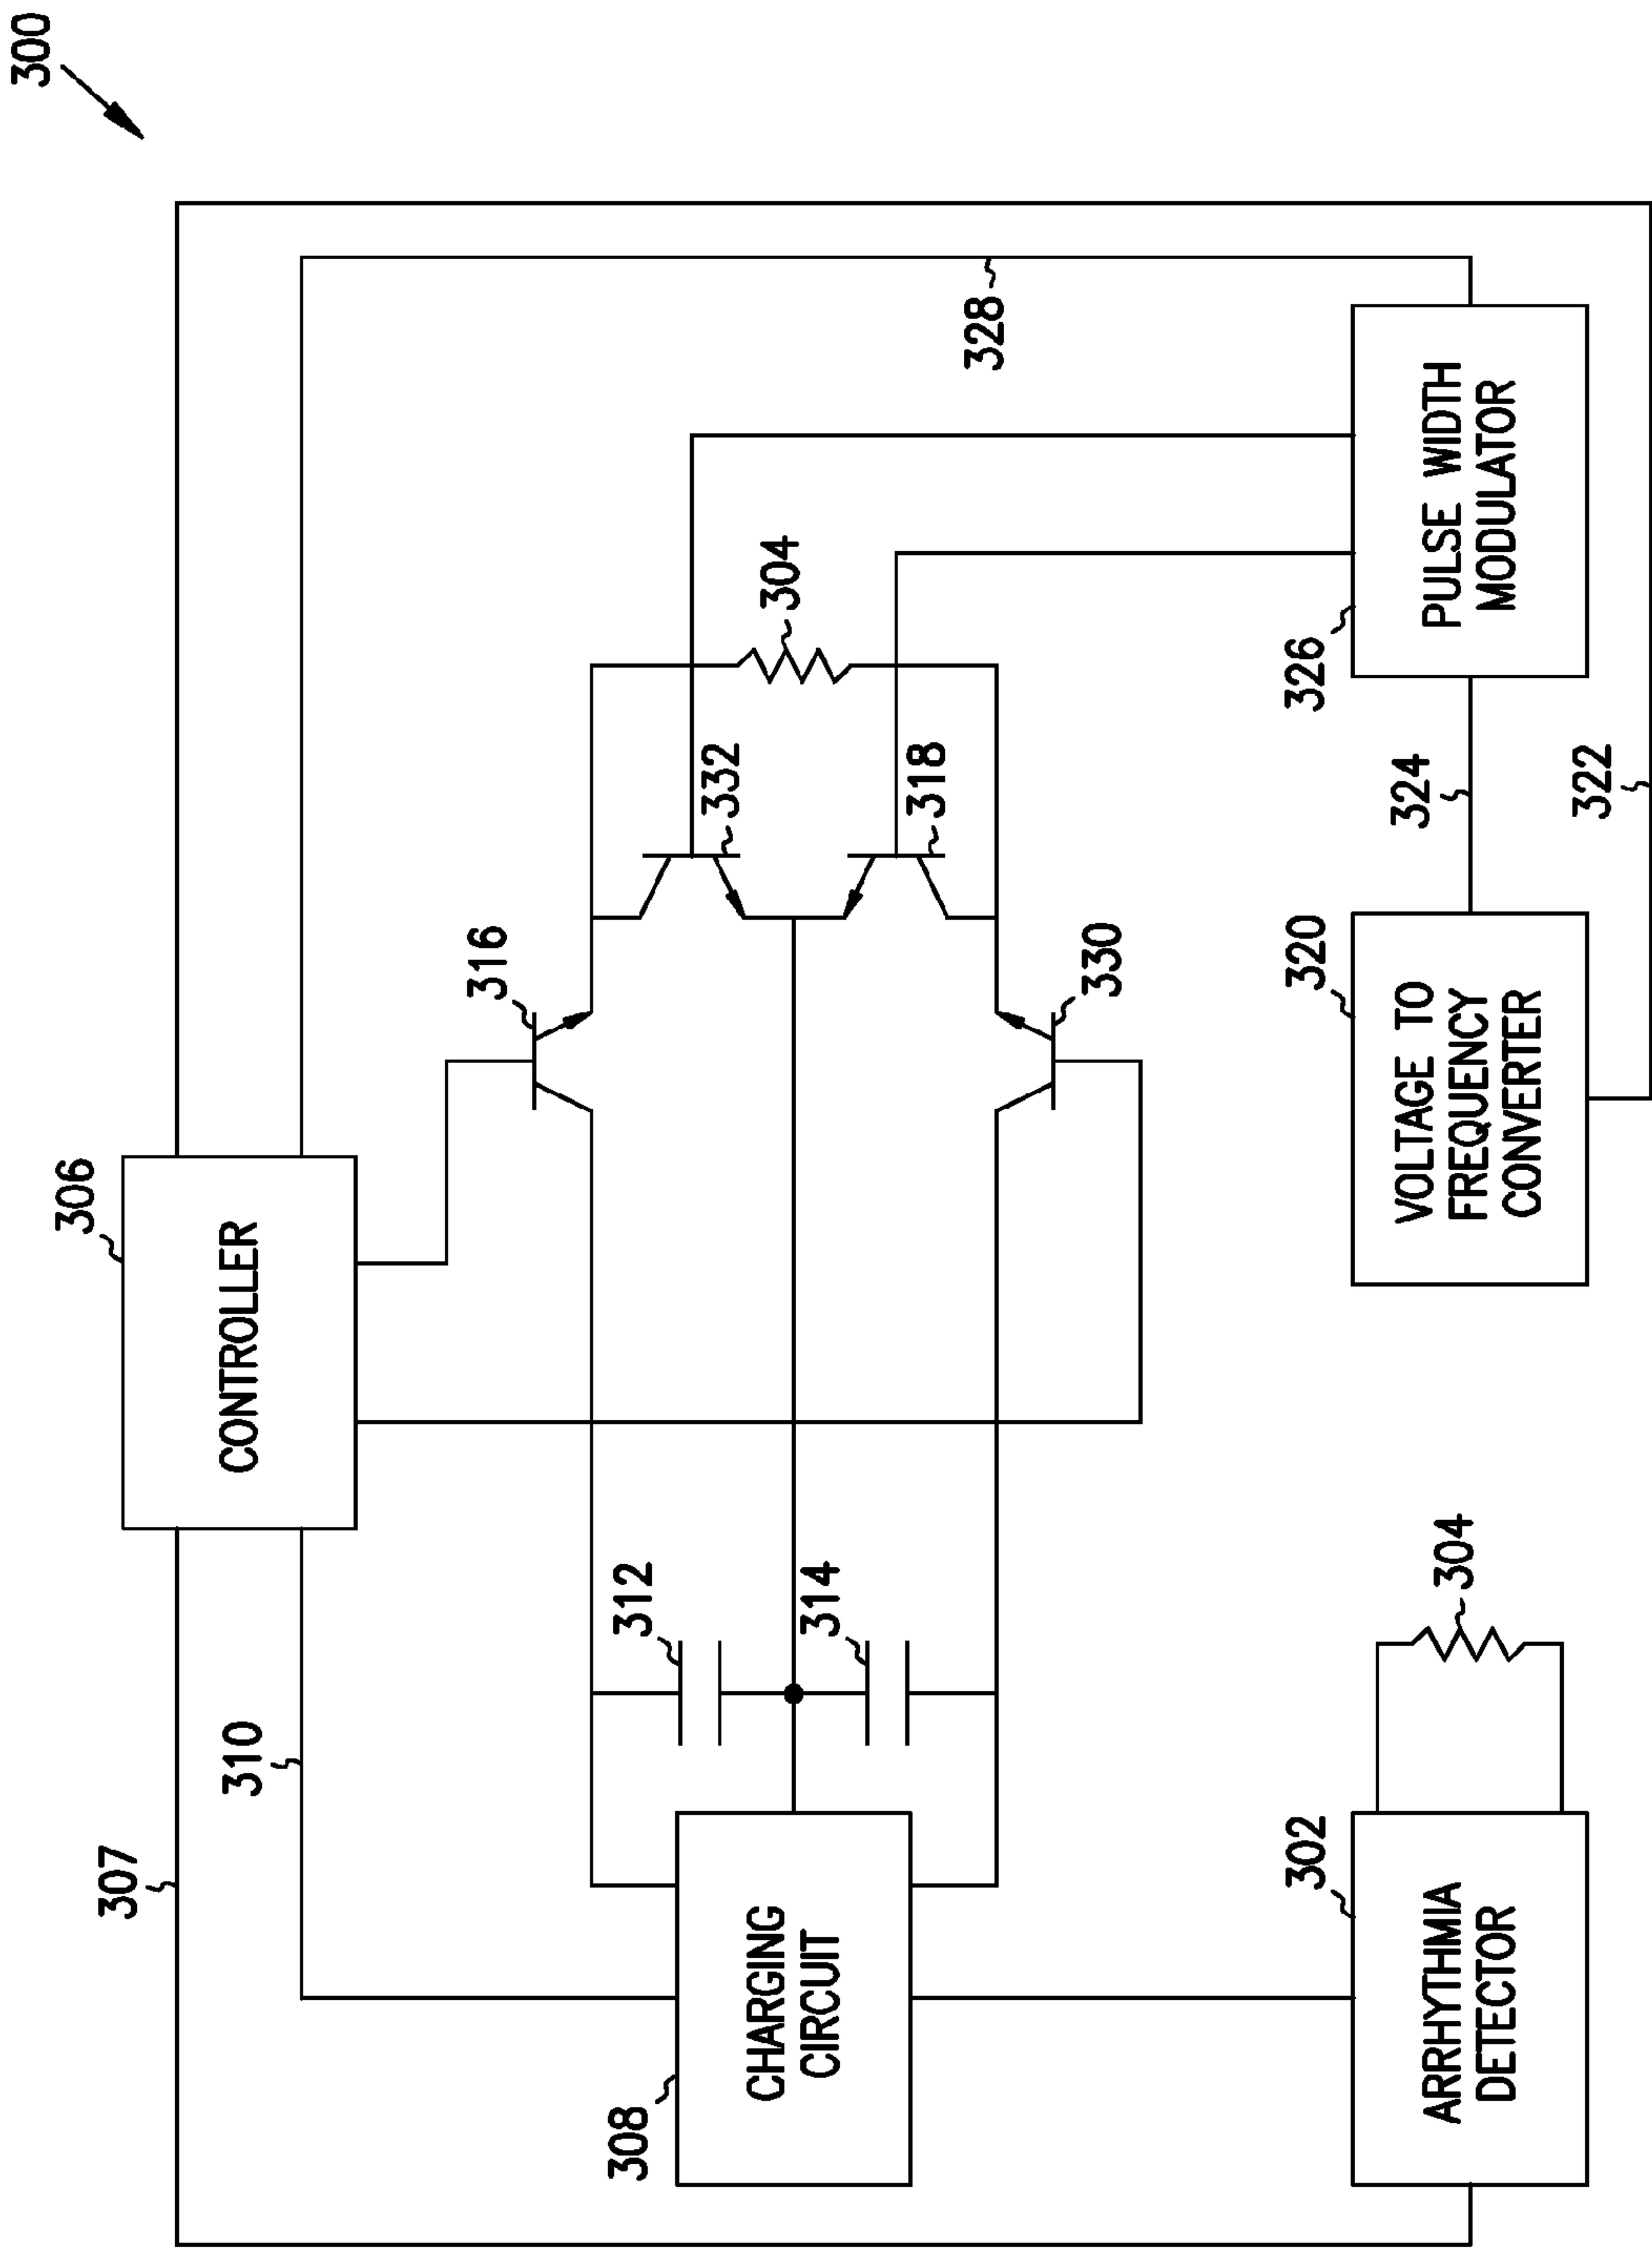 300
306
307
310
CONTROLLER
316
308
312
332
304
CHARGING
CIRCUIT
314
318
328
330
302
ARRHYTHMIA
DETECTOR
304
320
VOLTAGE TO
FREQUENCY
CONVERTER
324
326
PULSE WIDTH
MODULATOR
322